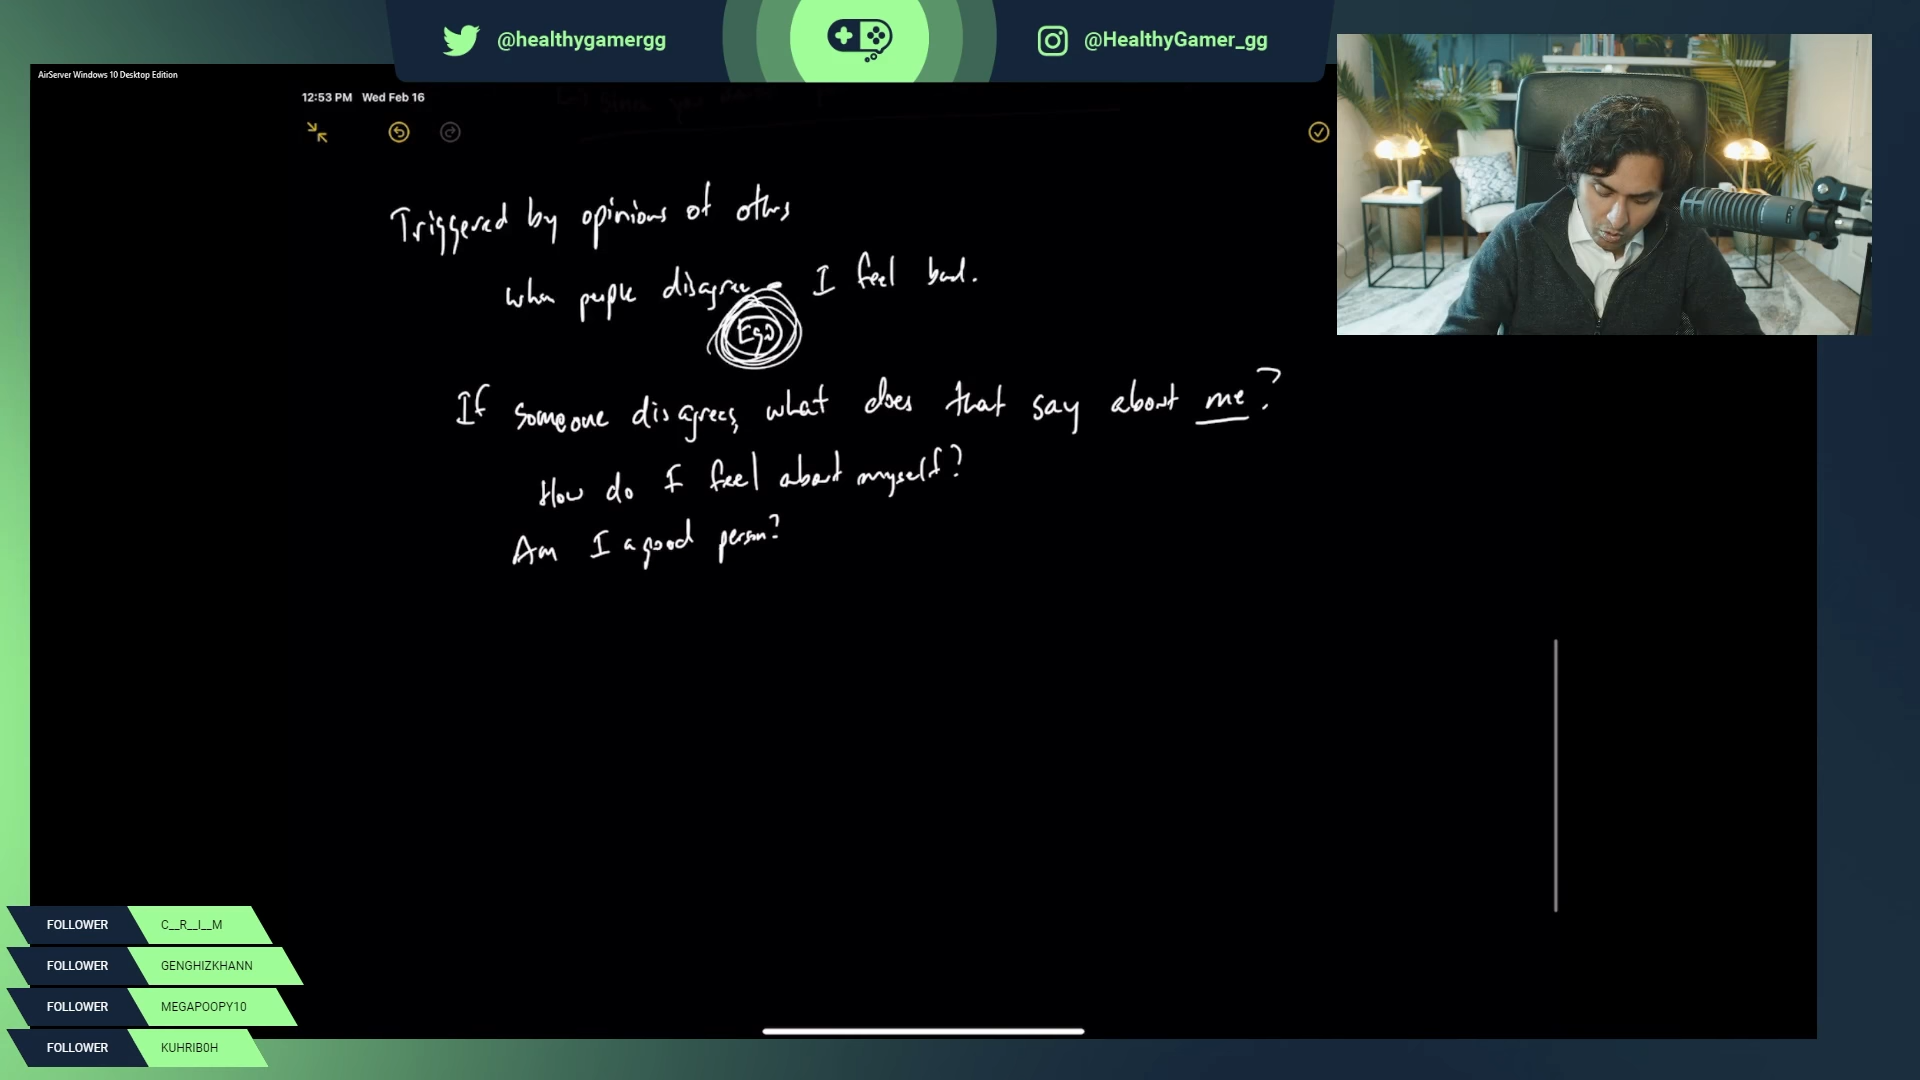 @healthygamergg
@HealthyGamer_gg
AirServer Windows 10 Desktop Edition
12:53 PM Wed Feb 16
Triggered by opinions of others
when people disagree - I feel bad.
Ego
If someone disagrees, what does that say about me?
How do I feel about myself?
Am I a good person?
FOLLOWER C__R__I__M
FOLLOWER GENGHIZKHANN
FOLLOWER MEGAPOOPY10
FOLLOWER KUHRIB0H